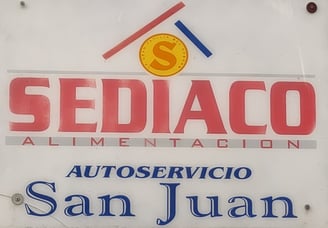 S
SEDIACO
ALIMENTACION
AUTOSERVICIO
San Juan